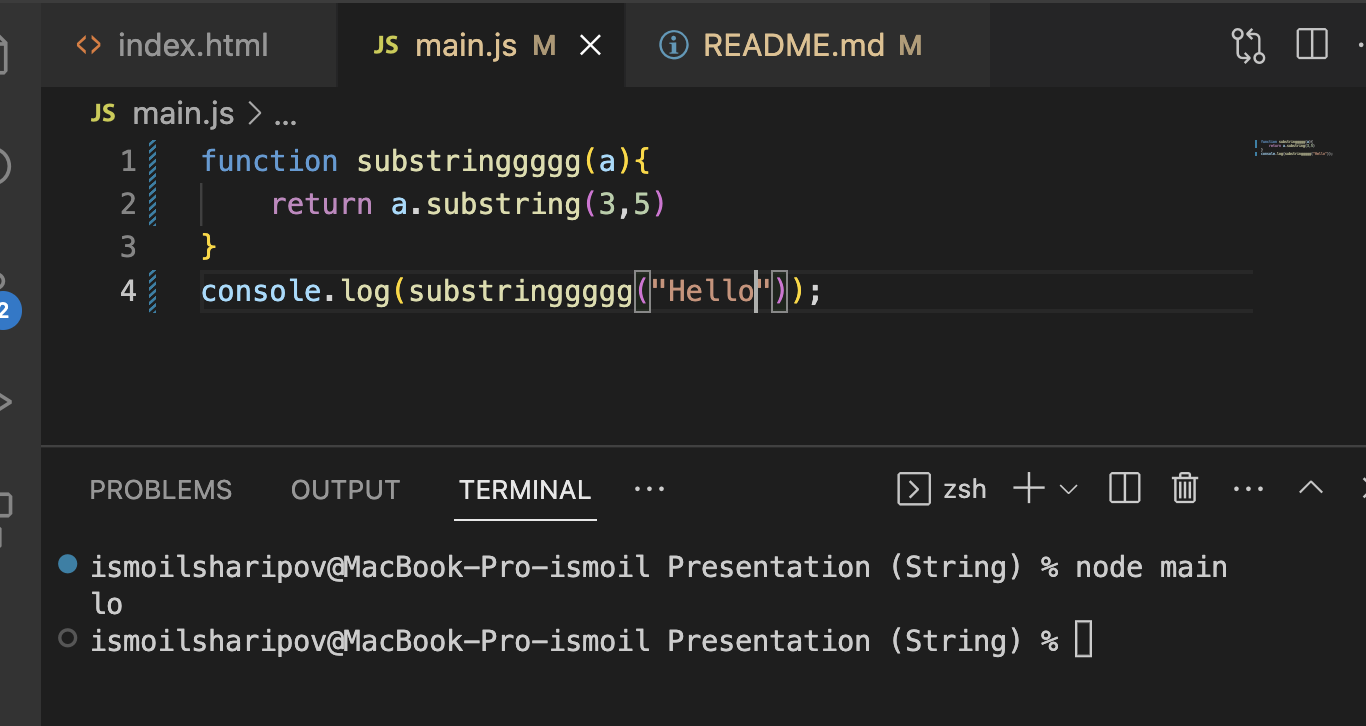 <> index.html JS main.js M README.md M
JS main.js > ...
1 function substringgggg(a){
2 return a.substring(3,5)
3 }
4 console.log(substringgggg("Hello"));
2
PROBLEMS OUTPUT TERMINAL ... zsh
ismoilsharipov@MacBook-Pro-ismoil Presentation (String) % node main
lo
ismoilsharipov@MacBook-Pro-ismoil Presentation (String) %